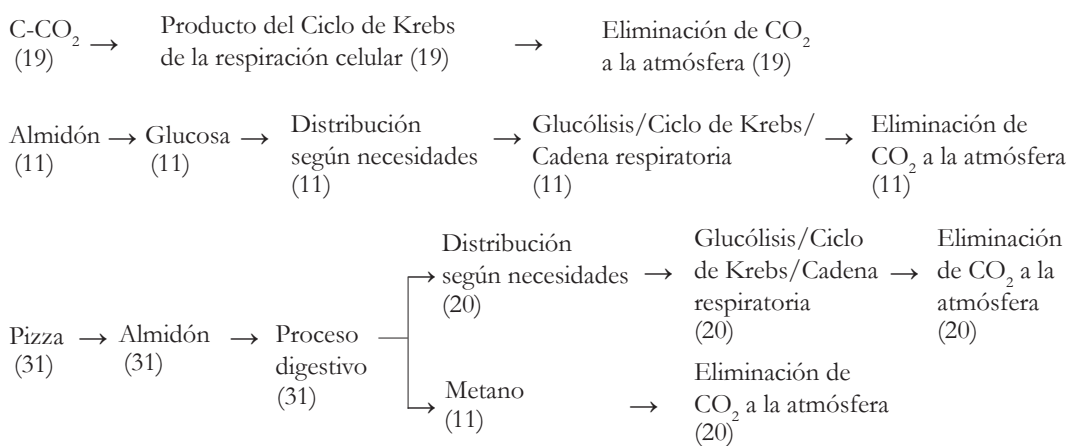 C-CO₂ → Producto del Ciclo de Krebs → Eliminación de CO₂
(19) de la respiración celular (19) a la atmósfera (19)
Almidón → Glucosa → Distribución → Glucólisis/Ciclo de Krebs/ → Eliminación de
(11) (11) según necesidades Cadena respiratoria CO₂ a la atmósfera
(11) (11) (11)
Distribución
según necesidades →
(20)
Glucólisis/Ciclo
de Krebs/Cadena →
respiratoria
(20)
Eliminación
de CO₂ a la
atmósfera
(20)
Pizza → Almidón → Proceso
(31) (31) digestivo
(31)
Metano →
(11)
Eliminación de
CO₂ a la atmósfera
(20)